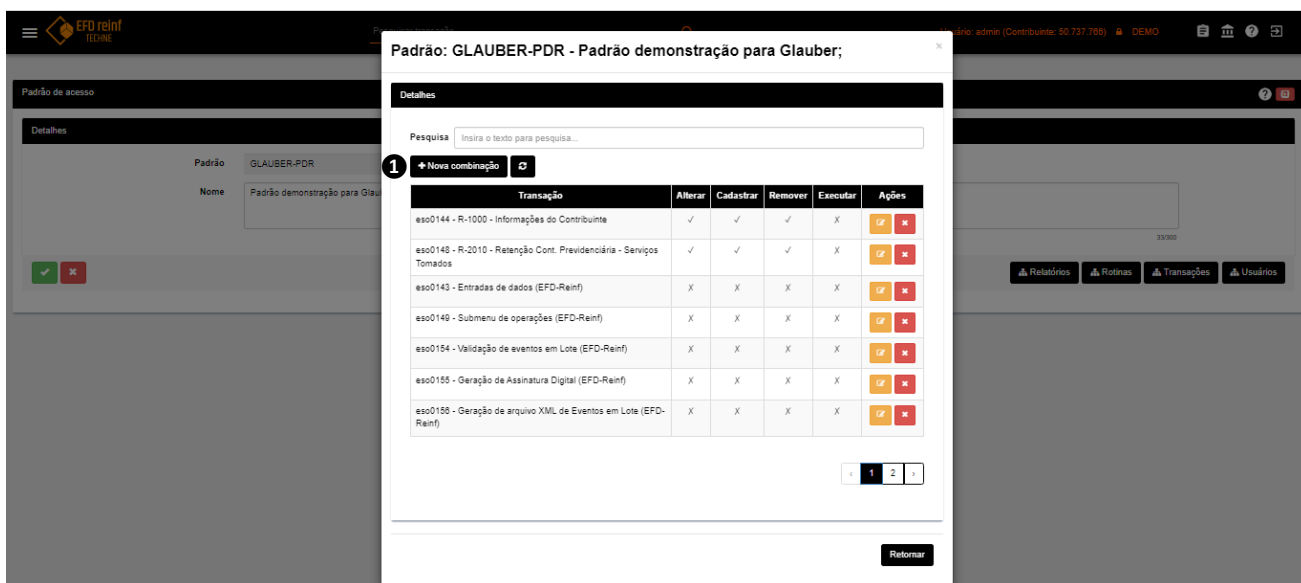 EFD reinf
TECHNE
Usuário: admin (Contribuinte: 50.737.766) DEMO
Padrão: GLAUBER-PDR - Padrão demonstração para Glauber;
×
Padrão de acesso
Detalhes
Detalhes
Pesquisa Insira o texto para pesquisa...
Padrão GLAUBER-PDR
1 + Nova combinação
Nome Padrão demonstração para Glau
Transação Alterar Cadastrar Remover Executar Ações
eso0144 - R-1000 - Informações do Contribuinte ✓ ✓ ✓ X
33/300
eso0148 - R-2010 - Retenção Cont. Previdenciária - Serviços ✓ ✓ ✓ X
Tomados
Relatórios Rotinas Transações Usuários
eso0143 - Entradas de dados (EFD-Reinf) X X X X
eso0149 - Submenu de operações (EFD-Reinf) X X X X
eso0154 - Validação de eventos em Lote (EFD-Reinf) X X X X
eso0155 - Geração de Assinatura Digital (EFD-Reinf) X X X X
eso0156 - Geração de arquivo XML de Eventos em Lote (EFD- X X X X
Reinf)
‹ 1 2 ›
Retornar